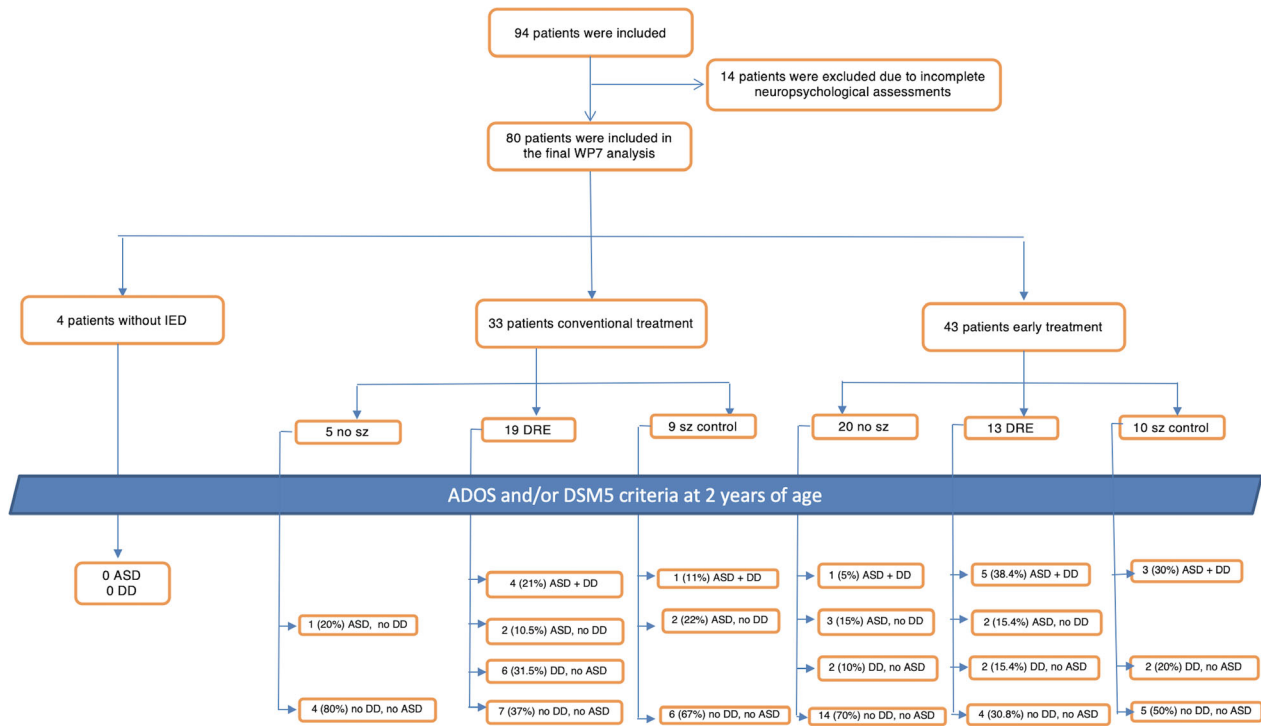 94 patients were included
14 patients were excluded due to incomplete
neuropsychological assessments
80 patients were included in
the final WP7 analysis
4 patients without IED
33 patients conventional treatment
43 patients early treatment
5 no sz
19 DRE
9 sz control
20 no sz
13 DRE
10 sz control
ADOS and/or DSM5 criteria at 2 years of age
0 ASD
0 DD
1 (20%) ASD, no DD
4 (80%) no DD, no ASD
4 (21%) ASD + DD
2 (10.5%) ASD, no DD
6 (31.5%) DD, no ASD
7 (37%) no DD, no ASD
1 (11%) ASD + DD
2 (22%) ASD, no DD
6 (67%) no DD, no ASD
1 (5%) ASD + DD
3 (15%) ASD, no DD
2 (10%) DD, no ASD
14 (70%) no DD, no ASD
5 (38.4%) ASD + DD
2 (15.4%) ASD, no DD
2 (15.4%) DD, no ASD
4 (30.8%) no DD, no ASD
3 (30%) ASD + DD
2 (20%) DD, no ASD
5 (50%) no DD, no ASD